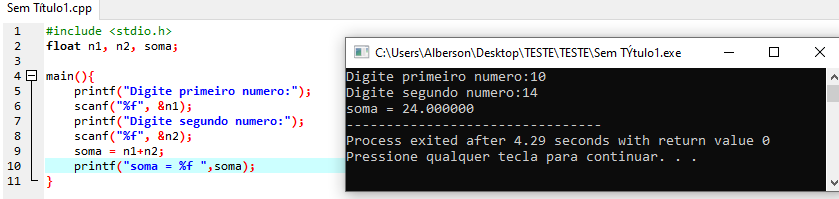 Sem Título1.cpp
1 #include <stdio.h>
2 float n1, n2, soma;
3
4 main(){
5 printf("Digite primeiro numero:");
6 scanf("%f", &n1);
7 printf("Digite segundo numero:");
8 scanf("%f", &n2);
9 soma = n1+n2;
10 printf("soma = %f ",soma);
11 }
C:\Users\Alberson\Desktop\TESTE\TESTE\Sem TÝtulo1.exe
Digite primeiro numero:10
Digite segundo numero:14
soma = 24.000000
--------------------------------
Process exited after 4.29 seconds with return value 0
Pressione qualquer tecla para continuar. . .